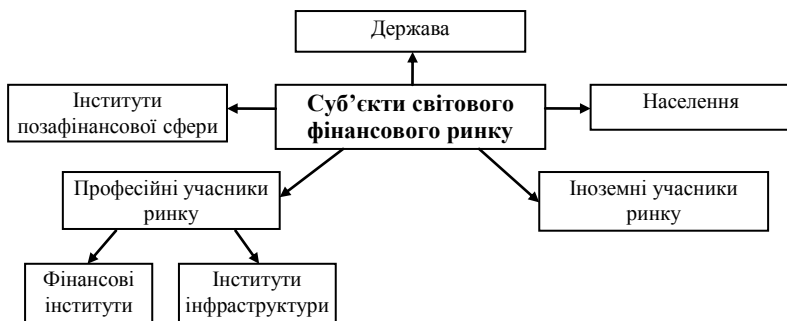 Держава
Інститути
позафінансової сфери
Суб’єкти світового
фінансового ринку
Населення
Професійні учасники
ринку
Іноземні учасники
ринку
Фінансові
інститути
Інститути
інфраструктури